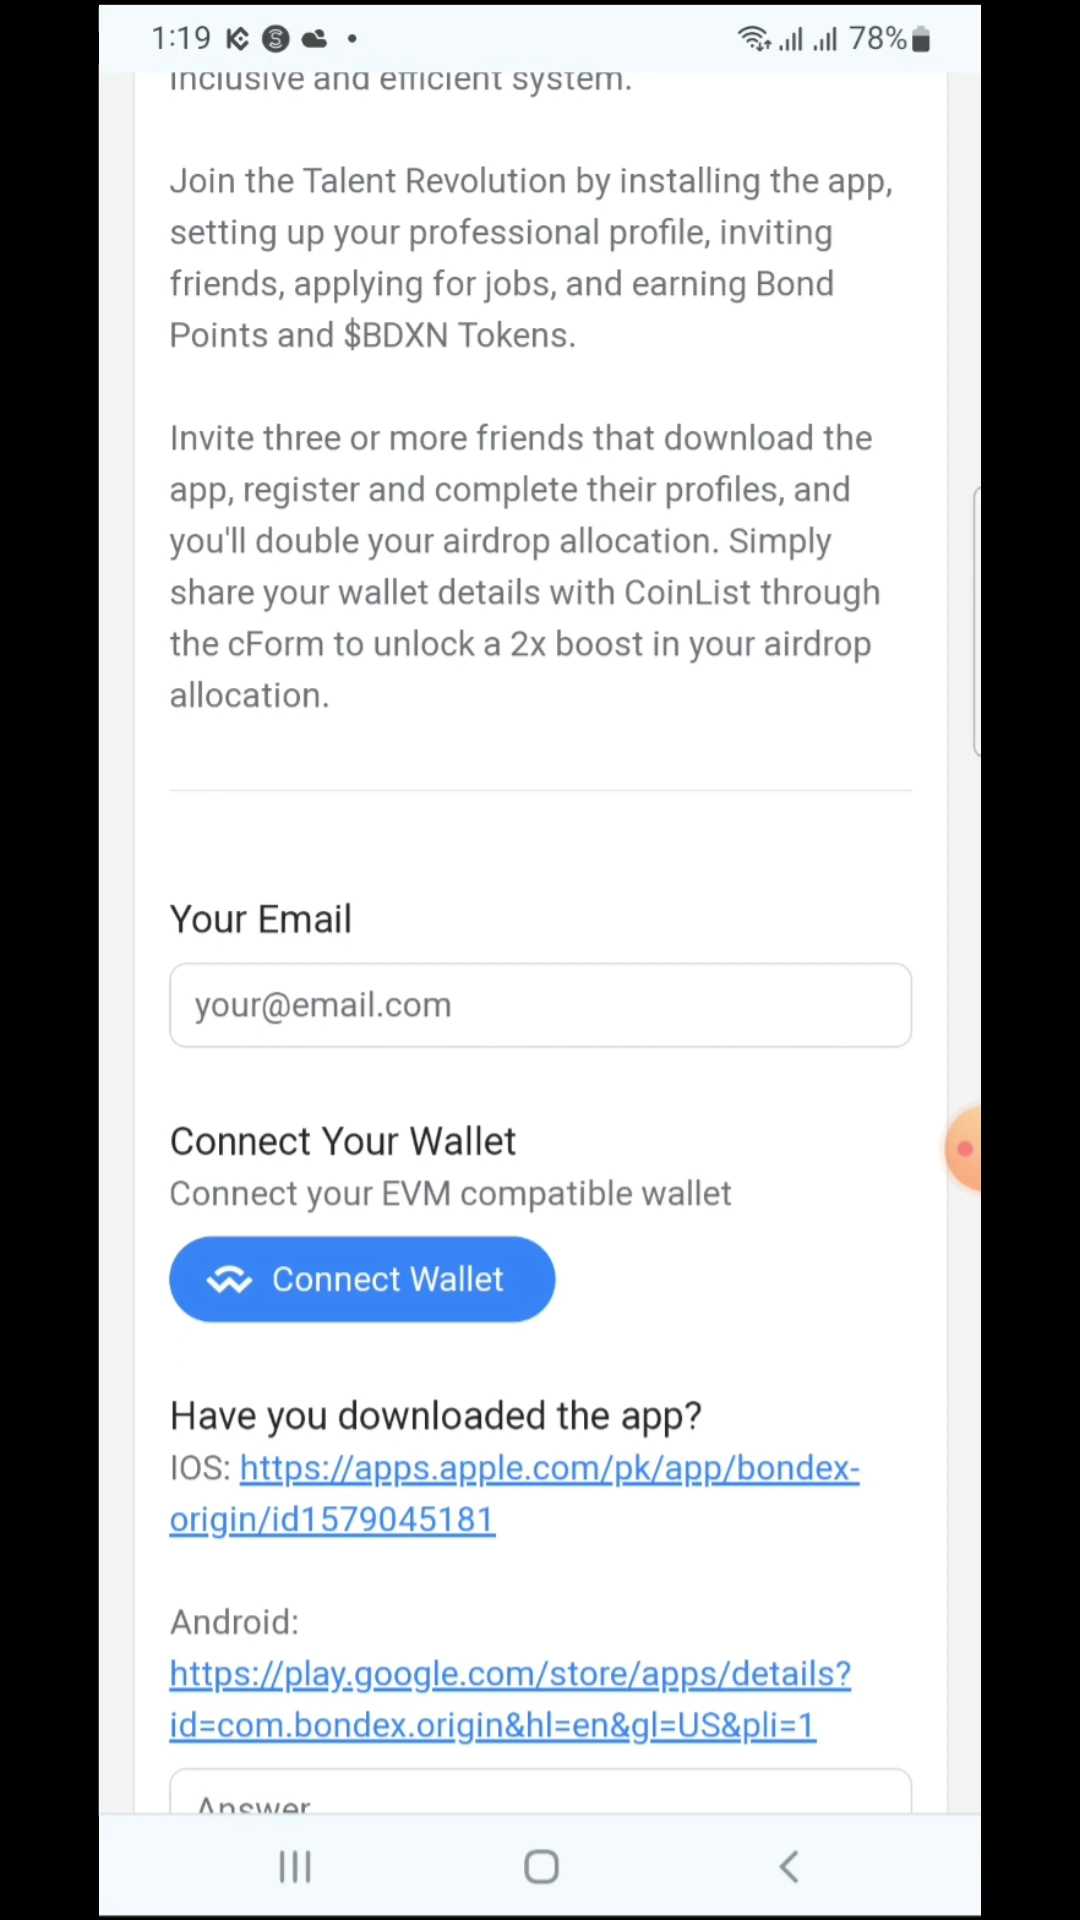 1:19
78%
inclusive and efficient system.
Join the Talent Revolution by installing the app,
setting up your professional profile, inviting
friends, applying for jobs, and earning Bond
Points and $BDXN Tokens.
Invite three or more friends that download the
app, register and complete their profiles, and
you'll double your airdrop allocation. Simply
share your wallet details with CoinList through
the cForm to unlock a 2x boost in your airdrop
allocation.
Your Email
your@email.com
Connect Your Wallet
Connect your EVM compatible wallet
Connect Wallet
Have you downloaded the app?
IOS: https://apps.apple.com/pk/app/bondex-
origin/id1579045181
Android:
https://play.google.com/store/apps/details?
id=com.bondex.origin&hl=en&gl=US&pli=1
Answer